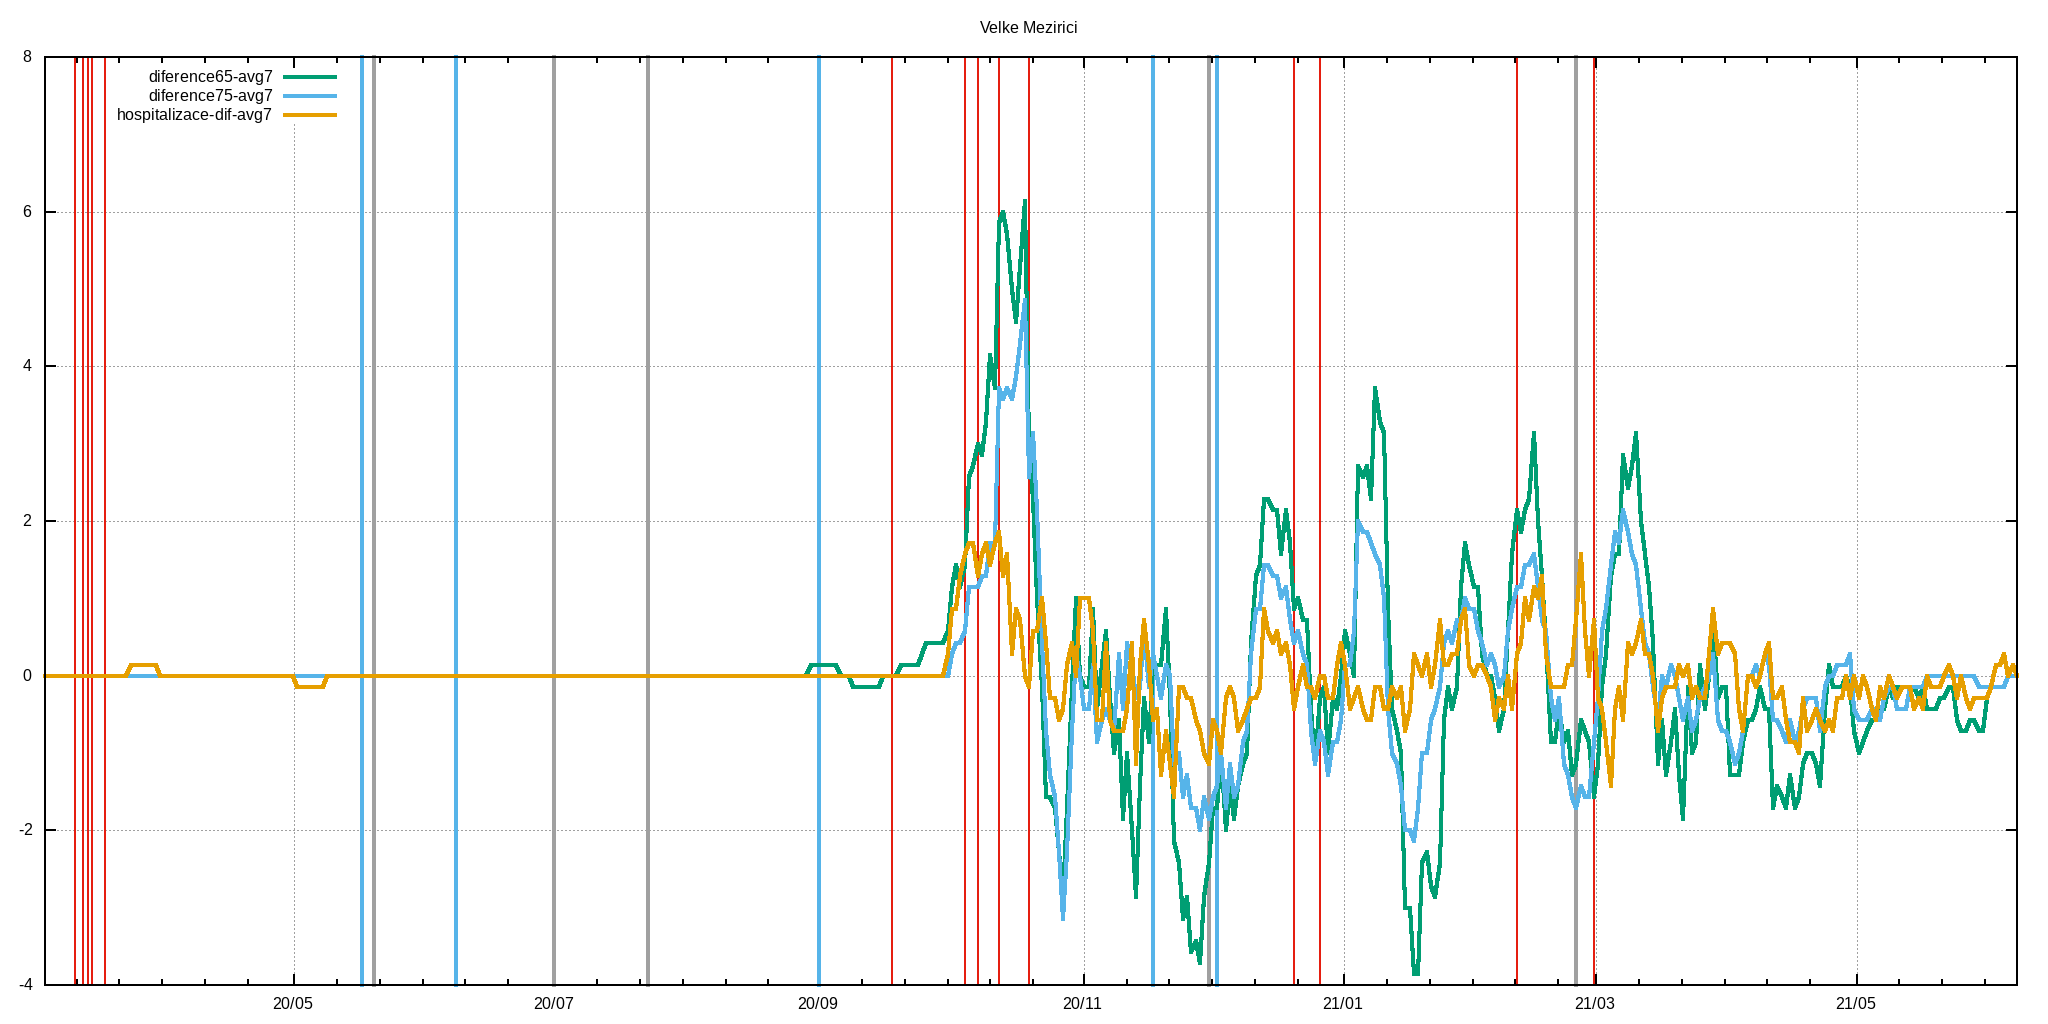 Velke Mezirici
8
diference65-avg7
diference75-avg7
hospitalizace-dif-avg7
6
4
2
0
-2
-4
20/05 20/07 20/09 20/11 21/01 21/03 21/05